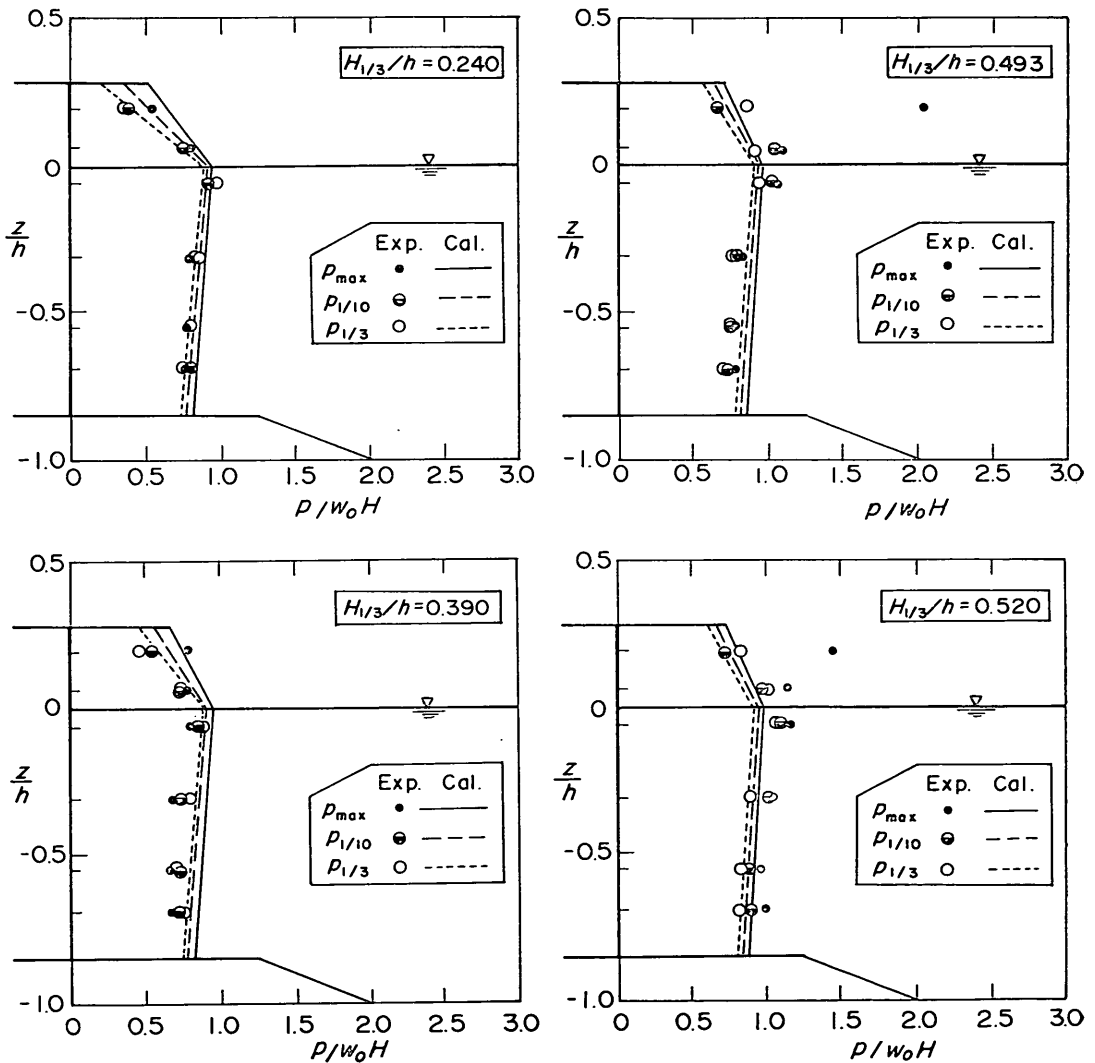 0.5
H1/3/h=0.240
0
z/h
Exp. Cal.
pmax
p1/10
p1/3
-0.5
-1.0
0 0.5 1.0 1.5 2.0 2.5 3.0
p/w0H
0.5
H1/3/h=0.493
0
z/h
Exp. Cal.
pmax
p1/10
p1/3
-0.5
-1.0
0 0.5 1.0 1.5 2.0 2.5 3.0
p/w0H
0.5
H1/3/h=0.390
0
z/h
Exp. Cal.
pmax
p1/10
p1/3
-0.5
-1.0
0 0.5 1.0 1.5 2.0 2.5 3.0
p/w0H
0.5
H1/3/h=0.520
0
z/h
Exp. Cal.
pmax
p1/10
p1/3
-0.5
-1.0
0 0.5 1.0 1.5 2.0 2.5 3.0
p/w0H